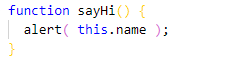 function sayHi() {
  alert( this.name );
}